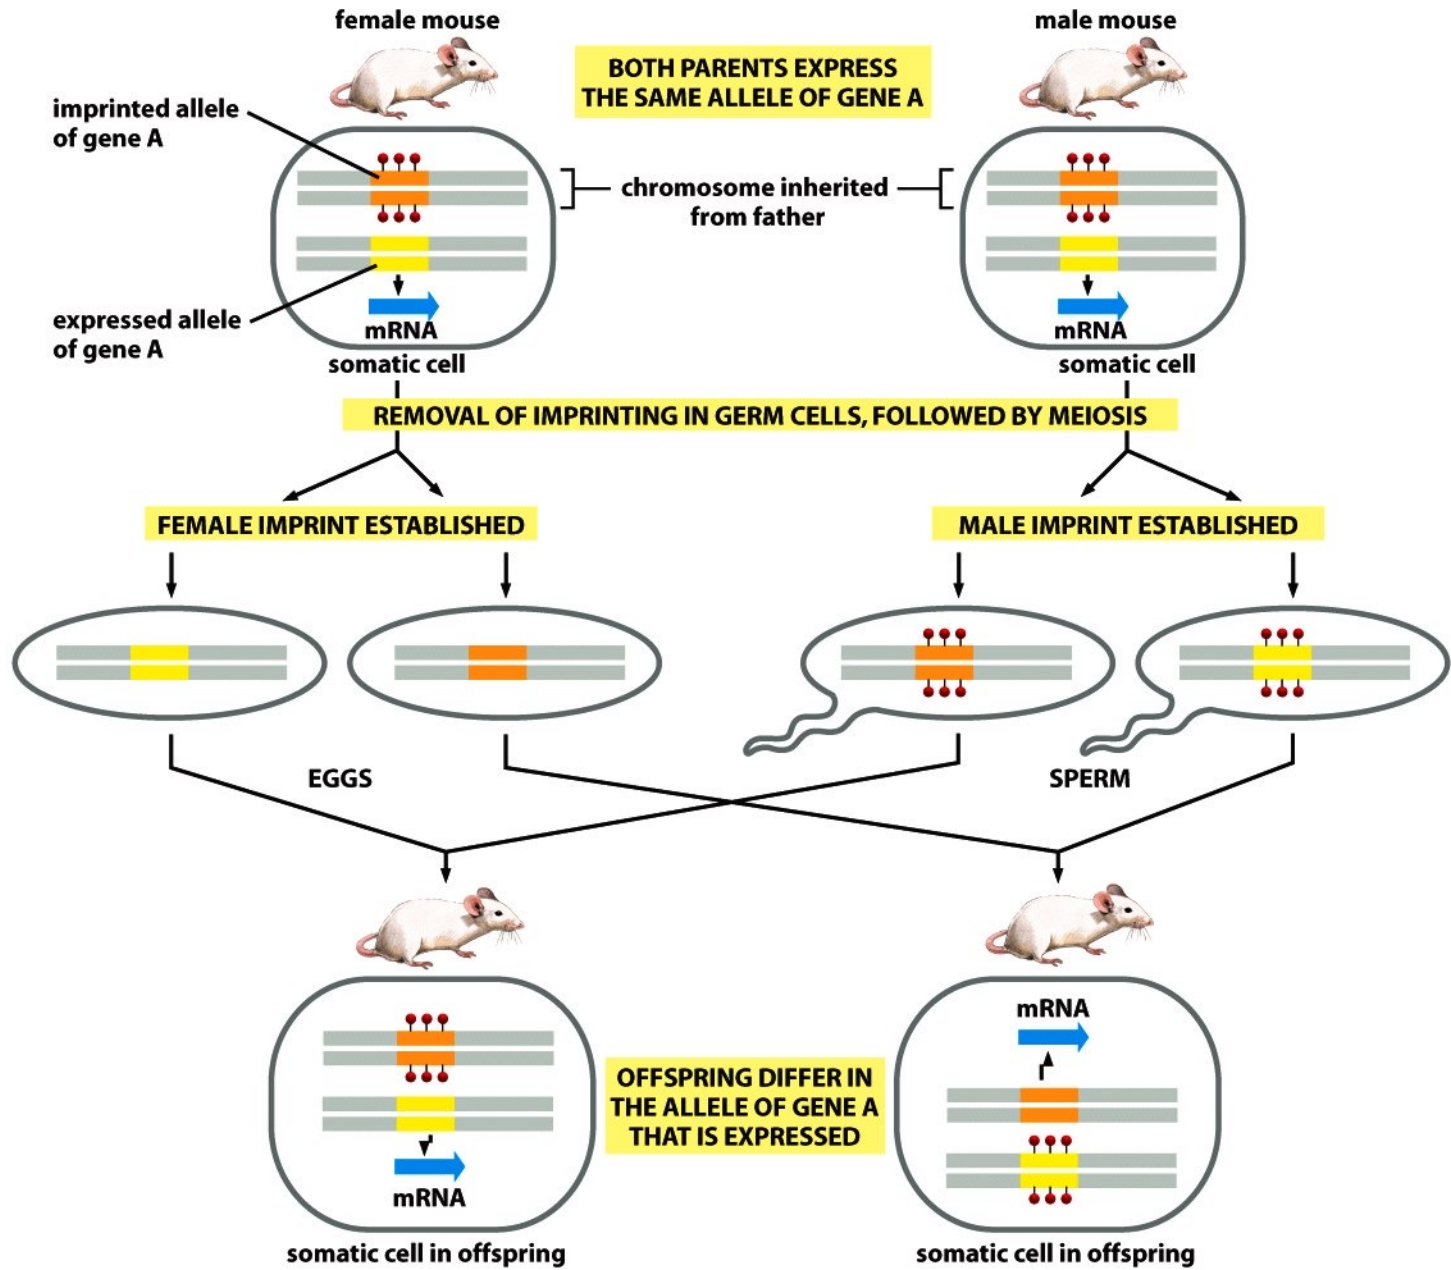 female mouse
male mouse
BOTH PARENTS EXPRESS
THE SAME ALLELE OF GENE A
imprinted allele
of gene A
chromosome inherited
from father
expressed allele
of gene A
mRNA
mRNA
somatic cell
somatic cell
REMOVAL OF IMPRINTING IN GERM CELLS, FOLLOWED BY MEIOSIS
FEMALE IMPRINT ESTABLISHED
MALE IMPRINT ESTABLISHED
EGGS
SPERM
mRNA
OFFSPRING DIFFER IN
THE ALLELE OF GENE A
THAT IS EXPRESSED
mRNA
somatic cell in offspring
somatic cell in offspring